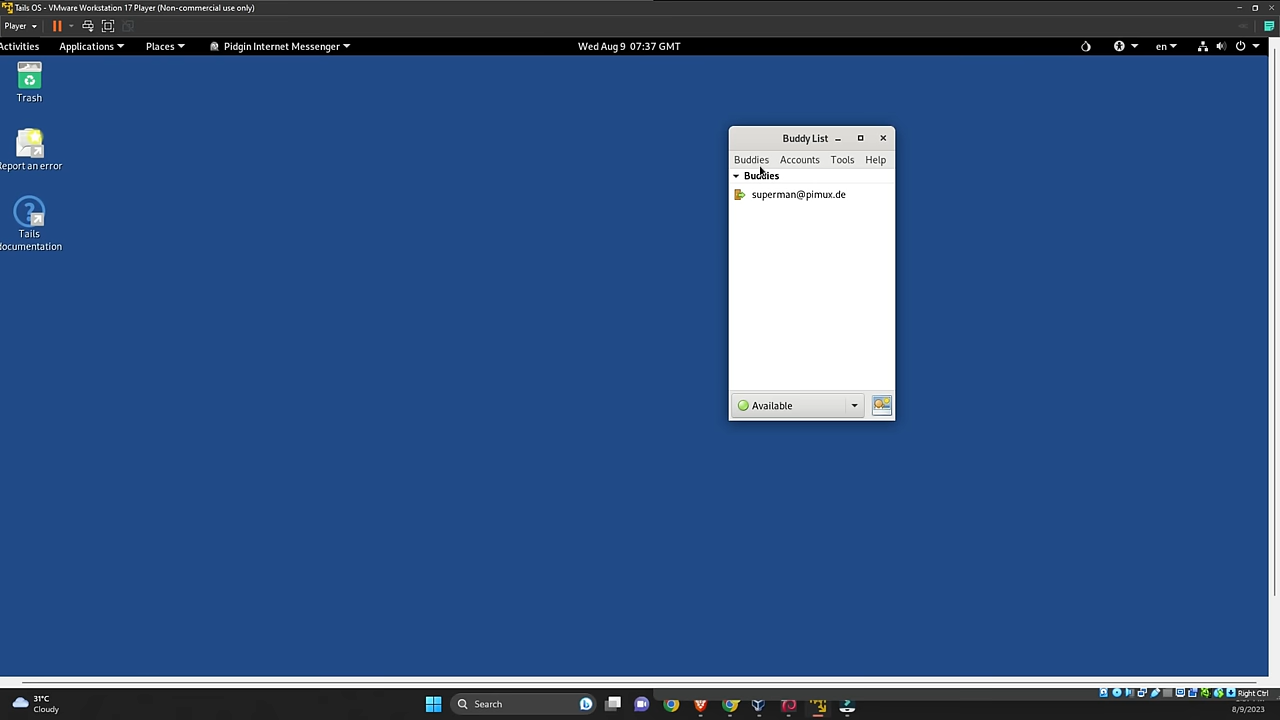 Tails OS - VMware Workstation 17 Player (Non-commercial use only)
Player
Activities Applications Places Pidgin Internet Messenger Wed Aug 9 07:37 GMT en
Trash
Report an error
Tails
documentation
Buddy List
Buddies Accounts Tools Help
Buddies
superman@pimux.de
Available
Right Ctrl
31°C
Cloudy
Search
8/9/2023